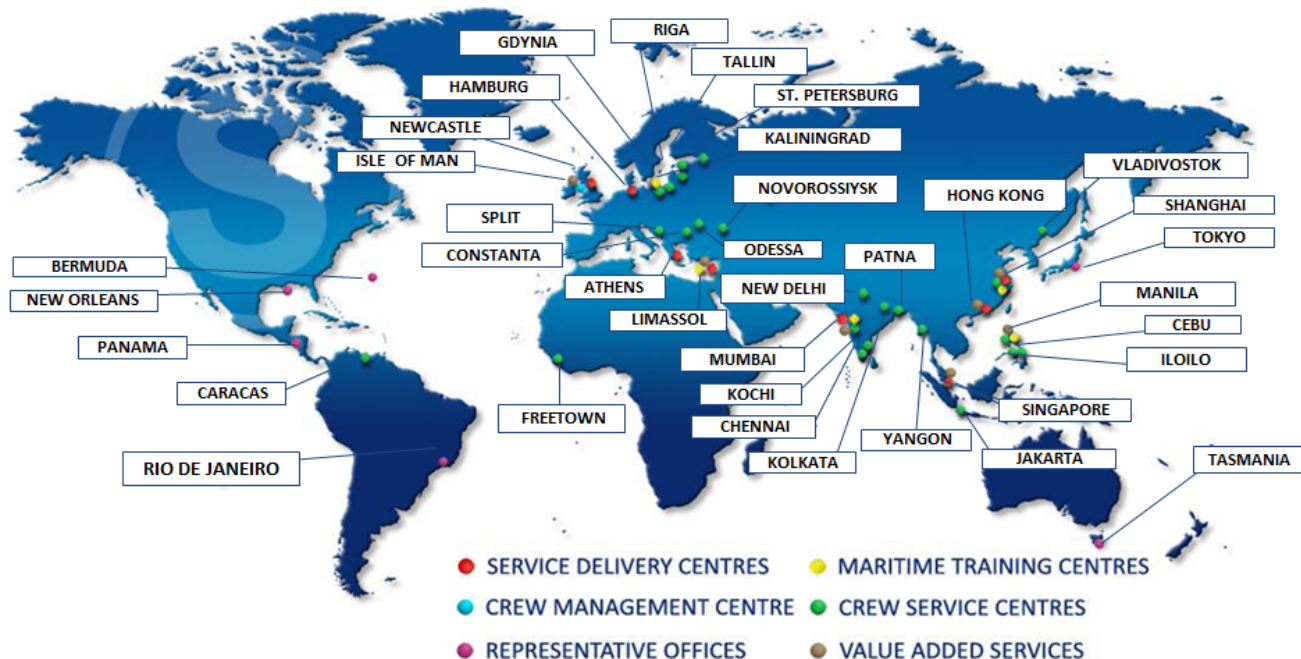 RIGA
GDYNIA
TALLIN
HAMBURG
ST. PETERSBURG
NEWCASTLE
KALININGRAD
ISLE OF MAN
VLADIVOSTOK
NOVOROSSIYSK
HONG KONG
SHANGHAI
SPLIT
TOKYO
CONSTANTA
ODESSA
PATNA
BERMUDA
ATHENS
NEW DELHI
MANILA
NEW ORLEANS
LIMASSOL
CEBU
PANAMA
MUMBAI
ILOILO
CARACAS
KOCHI
FREETOWN
SINGAPORE
CHENNAI
YANGON
KOLKATA
JAKARTA
TASMANIA
RIO DE JANEIRO
SERVICE DELIVERY CENTRES
MARITIME TRAINING CENTRES
CREW MANAGEMENT CENTRE
CREW SERVICE CENTRES
REPRESENTATIVE OFFICES
VALUE ADDED SERVICES
S